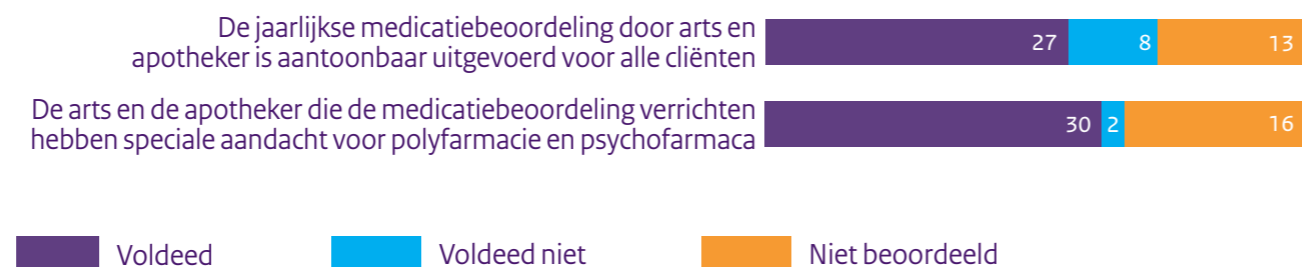 De jaarlijkse medicatiebeoordeling door arts en
apotheker is aantoonbaar uitgevoerd voor alle cliënten
27 8 13
De arts en de apotheker die de medicatiebeoordeling verrichten
hebben speciale aandacht voor polyfarmacie en psychofarmaca
30 2 16
Voldeed Voldeed niet Niet beoordeeld